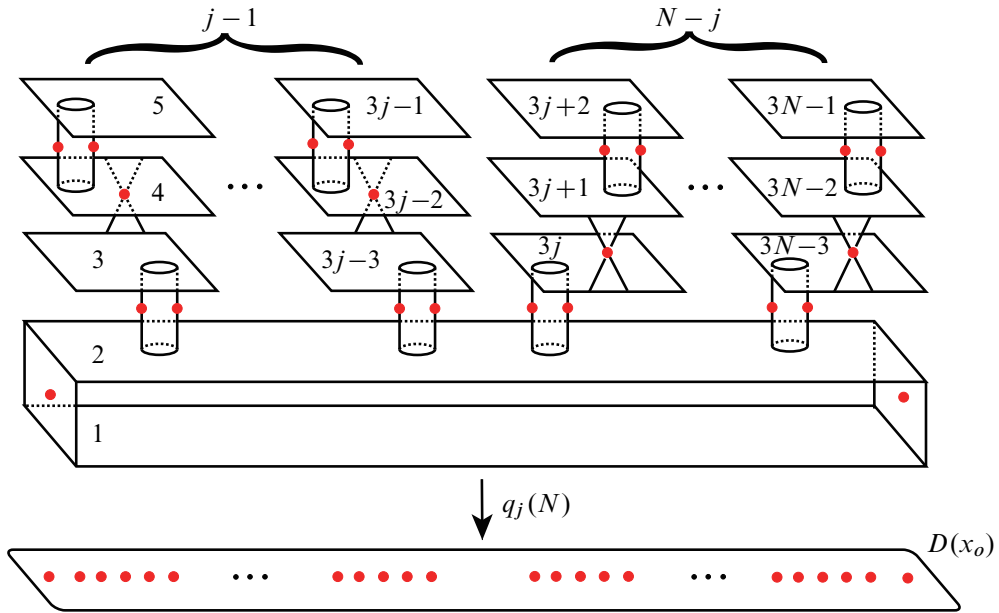 j − 1 N − j
5 3j−1 3j+2 3N−1
4 ··· 3j−2 3j+1 ··· 3N−2
3 3j−3 3j 3N−3
2
1
q_j(N)
D(x_o)
··· ···